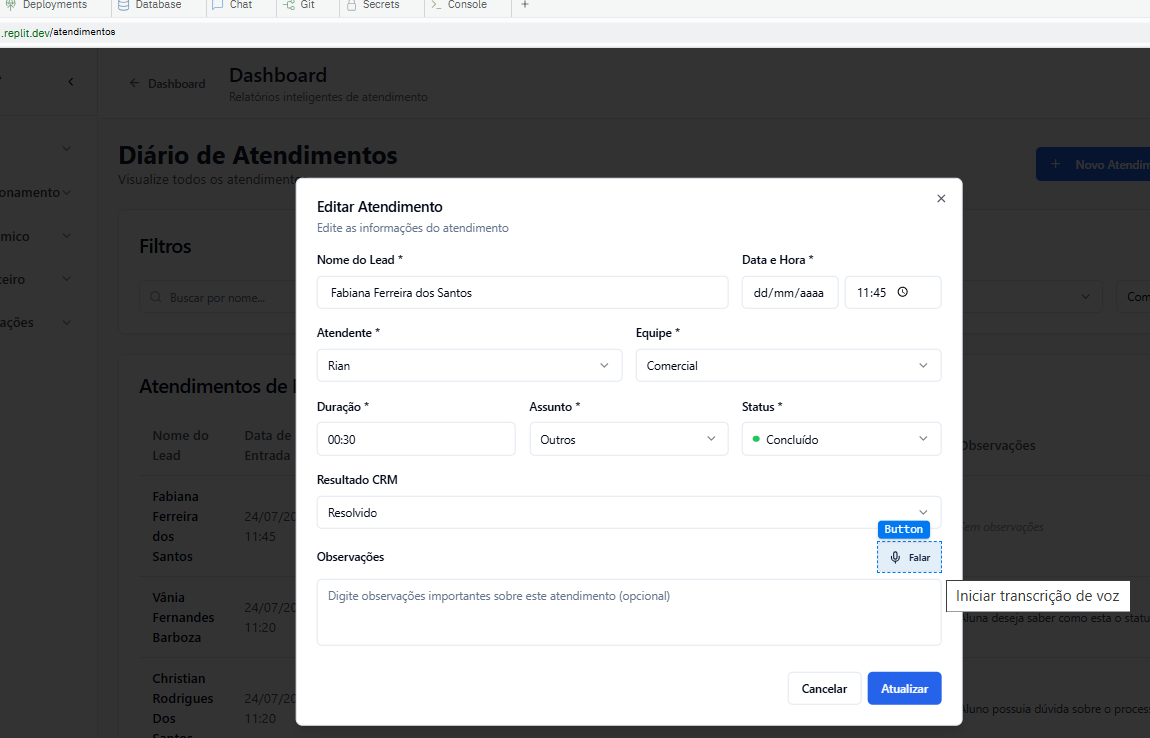 Deployments Database Chat Git Secrets Console
.replit.dev/atendimentos
Dashboard
Dashboard
Relatórios inteligentes de atendimento
Diário de Atendimentos
Visualize todos os atendimento
+ Novo Atendin
onamento
mico
ceiro
ações
Filtros
Buscar por nome...
Com
Atendimentos de
Nome do Lead
Data de Entrada
Observações
Fabiana Ferreira dos Santos
24/07/20
11:45
Sem observações
Vânia Fernandes Barboza
24/07/20
11:20
Aluna deseja saber como esta o statu
Christian Rodrigues Dos Santos
24/07/20
11:20
Aluno possuia dúvida sobre o proces
Editar Atendimento
Edite as informações do atendimento
Nome do Lead *
Data e Hora *
Fabiana Ferreira dos Santos
dd/mm/aaaa
11:45
Atendente *
Equipe *
Rian
Comercial
Duração *
Assunto *
Status *
00:30
Outros
Concluído
Resultado CRM
Resolvido
Button
Observações
Falar
Iniciar transcrição de voz
Digite observações importantes sobre este atendimento (opcional)
Cancelar
Atualizar